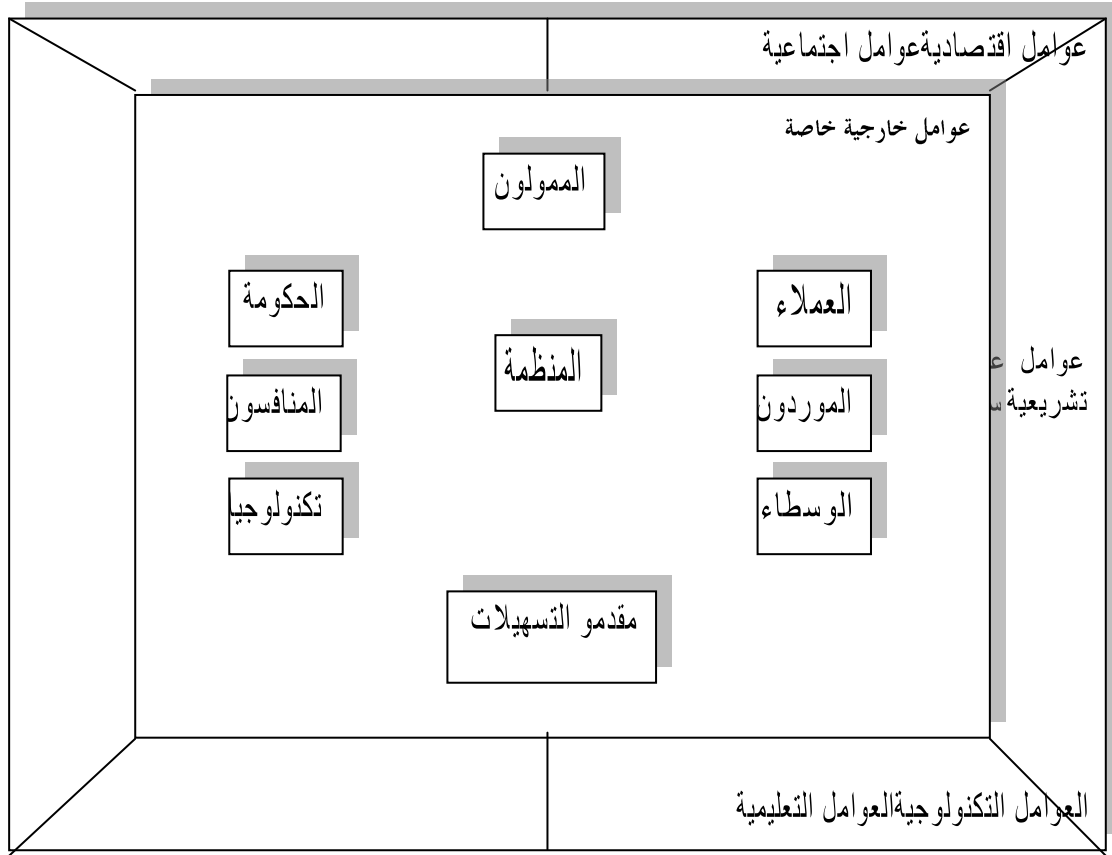 عوامل اقتصاديةعوامل اجتماعية
عوامل خارجية خاصة
الممولون
العملاء
الحكومة
المنظمة
عوامل
تشريعية
الموردون
المنافسون
الوسطاء
تكنولوجيا
مقدمو التسهيلات
العوامل التكنولوجيةالعوامل التعليمية